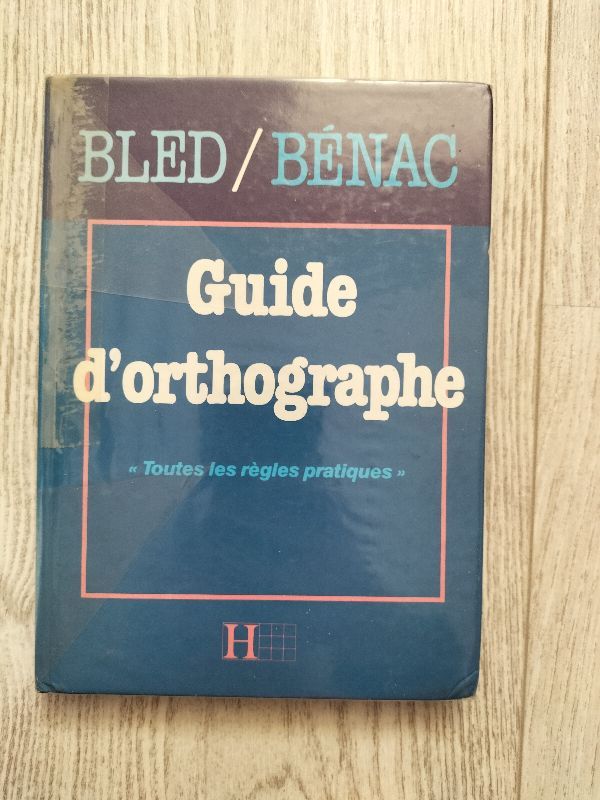 BLED / BÉNAC
Guide
d'orthographe
« Toutes les règles pratiques »
H